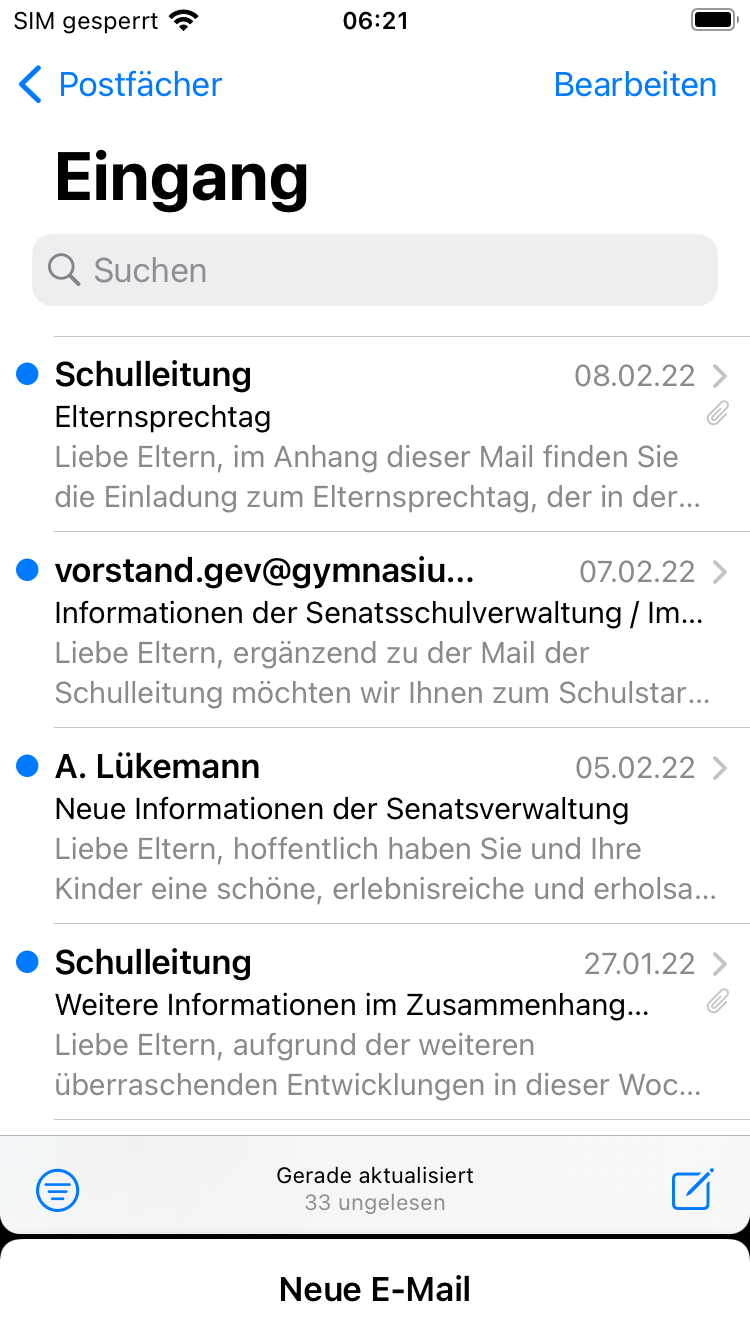 SIM gesperrt 06:21
Postfächer Bearbeiten
Eingang
Suchen
Schulleitung 08.02.22
Elternsprechtag
Liebe Eltern, im Anhang dieser Mail finden Sie
die Einladung zum Elternsprechtag, der in der...
vorstand.gev@gymnasiu... 07.02.22
Informationen der Senatsschulverwaltung / Im...
Liebe Eltern, ergänzend zu der Mail der
Schulleitung möchten wir Ihnen zum Schulstar...
A. Lükemann 05.02.22
Neue Informationen der Senatsverwaltung
Liebe Eltern, hoffentlich haben Sie und Ihre
Kinder eine schöne, erlebnisreiche und erholsa...
Schulleitung 27.01.22
Weitere Informationen im Zusammenhang...
Liebe Eltern, aufgrund der weiteren
überraschenden Entwicklungen in dieser Woc...
Gerade aktualisiert
33 ungelesen
Neue E-Mail